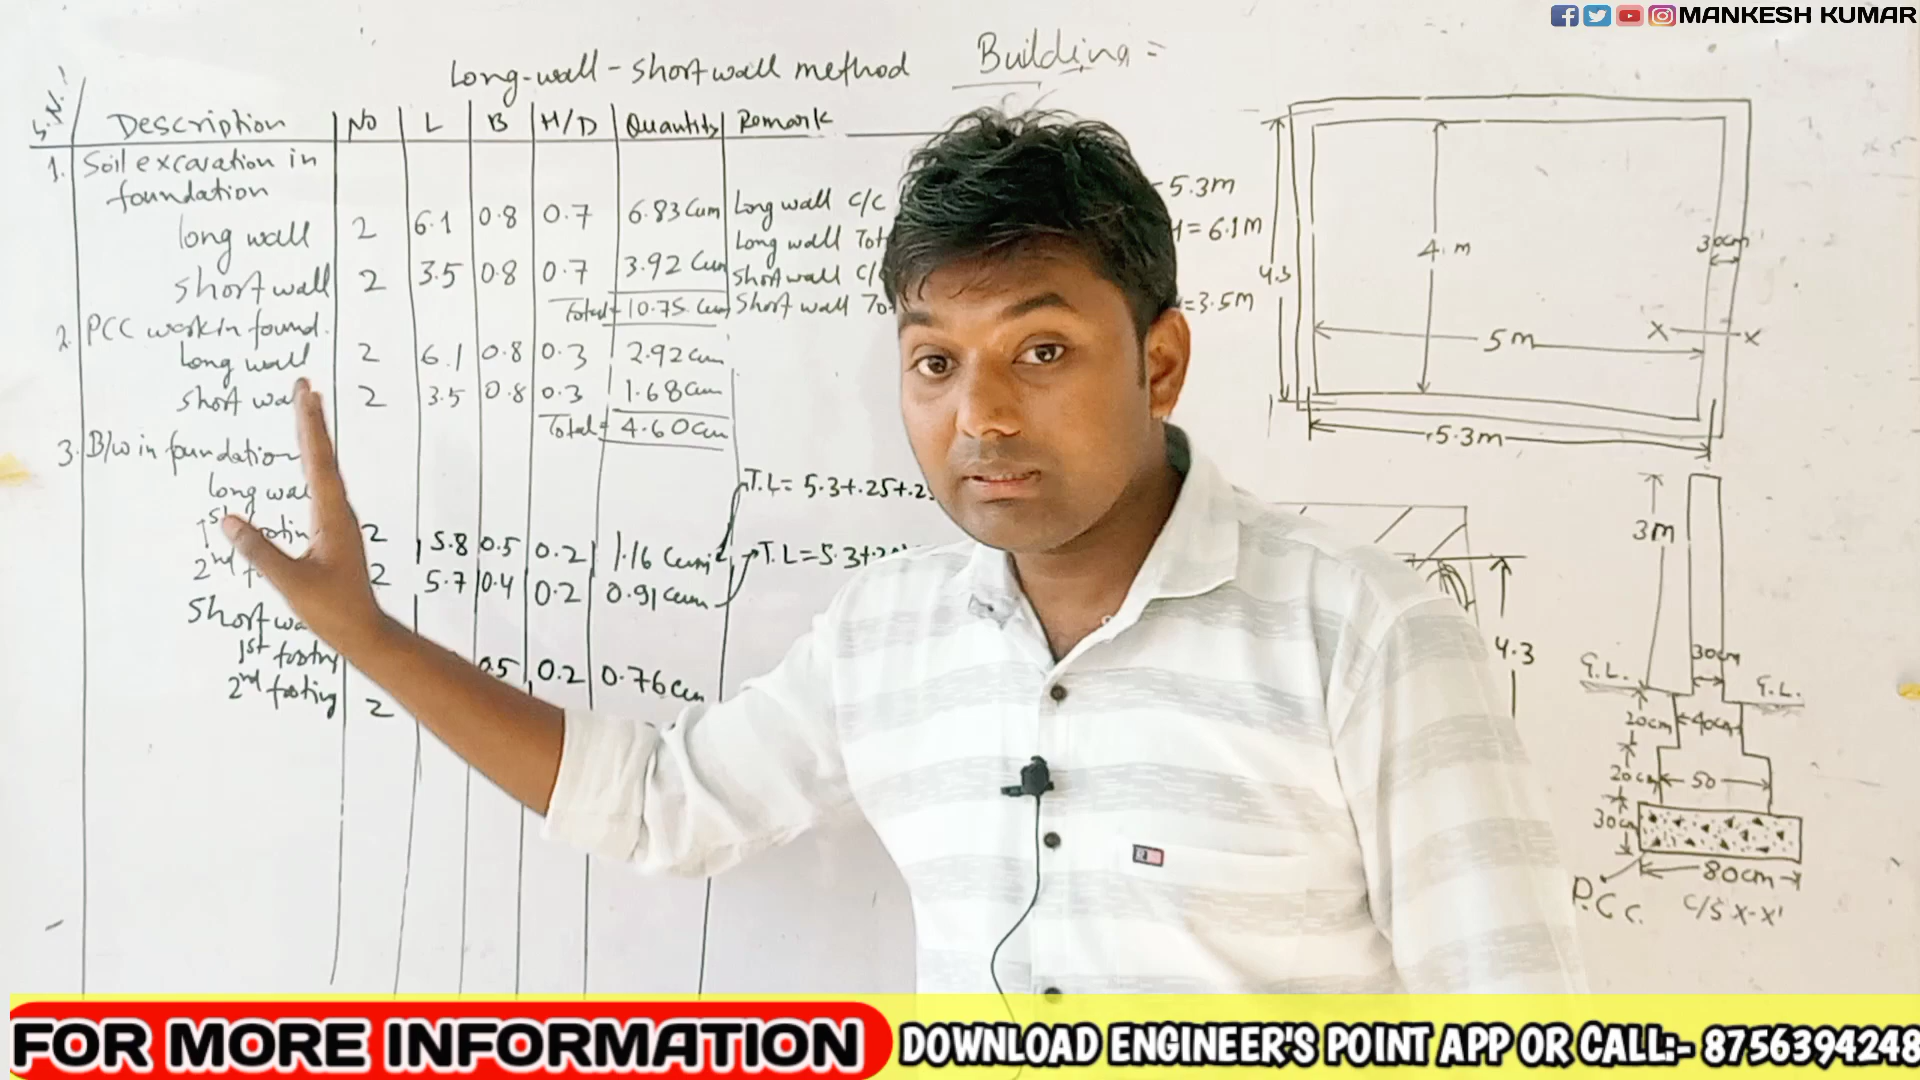 MANKESH KUMAR
Long-wall - short wall method Building =
S.N.
Description No L B H/D Quantity Remark
1. Soil excavation in
foundation
long wall 2 6.1 0.8 0.7 6.83 Cum Long wall C/C 5.3m
Long wall Tot = 6.1m
short wall 2 3.5 0.8 0.7 3.92 Cum Short wall C/
Total = 10.75 Cum Short wall To =3.5m
2. PCC work in found.
long wall 2 6.1 0.8 0.3 2.92 cum
short wal 2 3.5 0.8 0.3 1.68 cum
Total = 4.60 Cum
3. B/w in foundation
long wal
1st footin 2 5.8 0.5 0.2 1.16 Cum T.L = 5.3+.25+.2
2nd f 2 5.7 0.4 0.2 0.91 cum T.L = 5.3+.2
Short wa
1st footing 0.5 0.2 0.76 Cum
2nd footing 2
4.3
4. m
30cm
5m
X X
5.3m
4.3
3m
30cm
G.L. G.L.
20cm 40cm
20cm 50
30cm
80cm
P.C.C.
C/S X-X'
FOR MORE INFORMATION
DOWNLOAD ENGINEER'S POINT APP OR CALL:- 8756394248